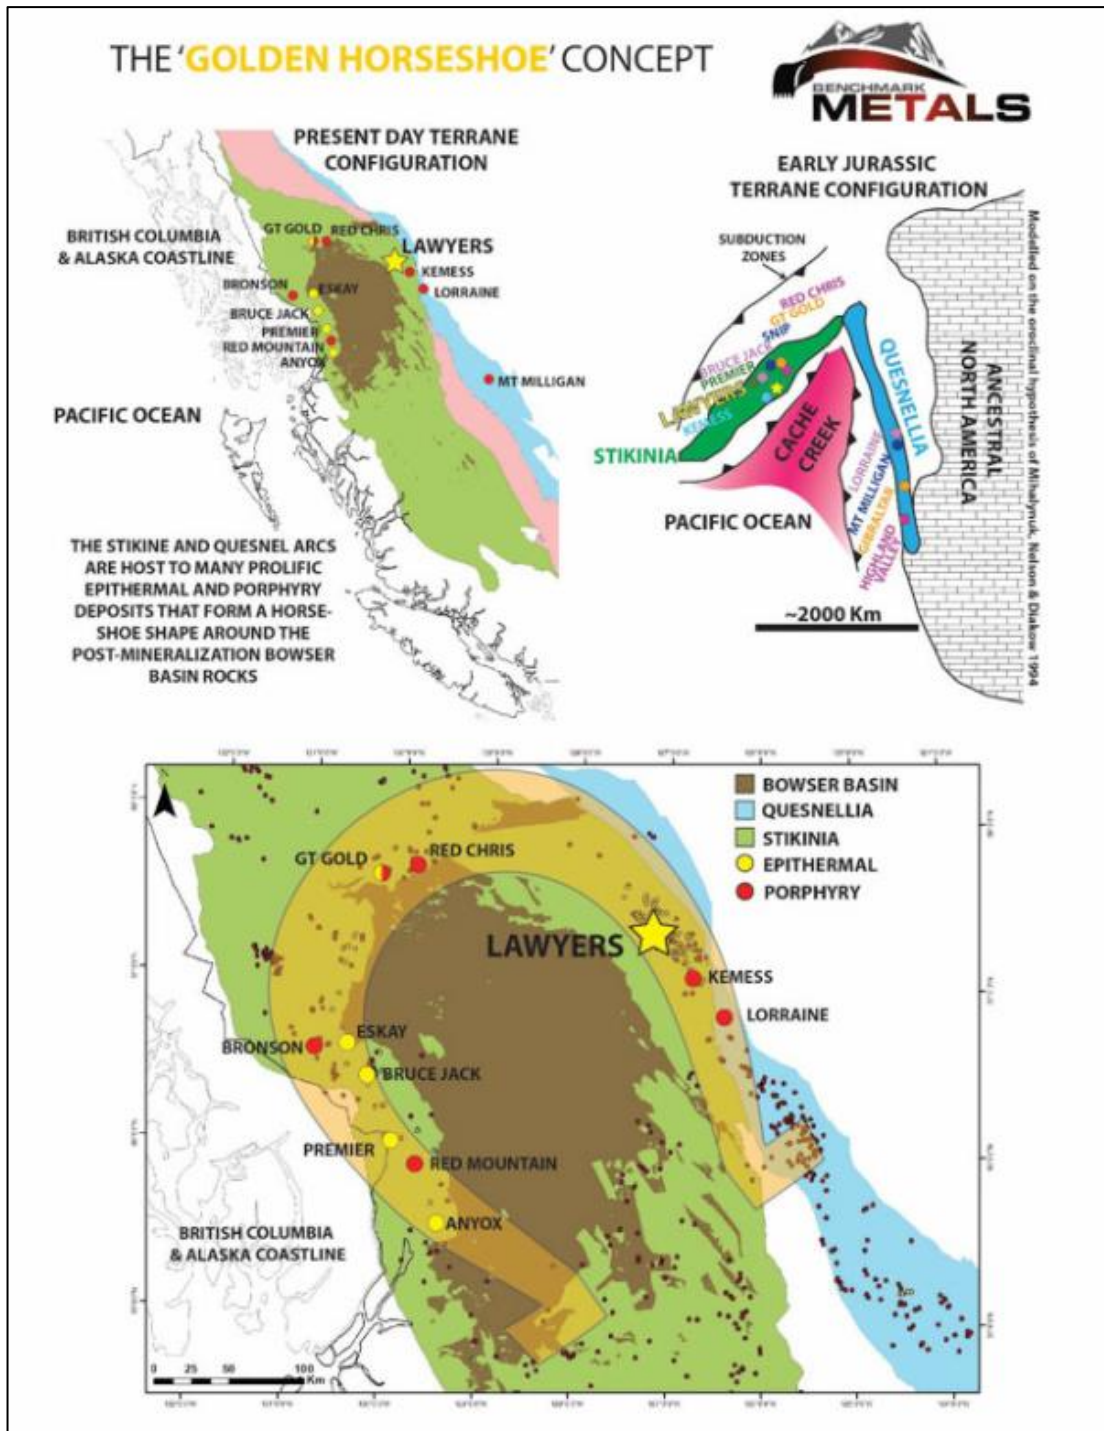 THE 'GOLDEN HORSESHOE' CONCEPT
BENCHMARK
METALS
PRESENT DAY TERRANE
CONFIGURATION
BRITISH COLUMBIA
& ALASKA COASTLINE
GT GOLD
RED CHRIS
LAWYERS
KEMESS
LORRAINE
BRONSON
ESKAY
BRUCE JACK
PREMIER
RED MOUNTAIN
ANYOX
MT MILLIGAN
PACIFIC OCEAN
THE STIKINE AND QUESNEL ARCS
ARE HOST TO MANY PROLIFIC
EPITHERMAL AND PORPHYRY
DEPOSITS THAT FORM A HORSE-
SHOE SHAPE AROUND THE
POST-MINERALIZATION BOWSER
BASIN ROCKS
EARLY JURASSIC
TERRANE CONFIGURATION
SUBDUCTION
ZONES
RED CHRIS
GT GOLD
SNIP
BRUCE JACK
PREMIER
LAWYERS
KEMESS
STIKINIA
CACHE
CREEK
QUESNELLIA
LORRAINE
MT MILLIGAN
GIBRALTAR
HIGHLAND
VALLEY
PACIFIC OCEAN
ANCESTRAL
NORTH AMERICA
~2000 Km
Modelled on the oroclinal hypothesis of Mihalynuk, Nelson & Diakow 1994
BOWSER BASIN
QUESNELLIA
STIKINIA
EPITHERMAL
PORPHYRY
GT GOLD
RED CHRIS
LAWYERS
KEMESS
LORRAINE
ESKAY
BRONSON
BRUCE JACK
PREMIER
RED MOUNTAIN
ANYOX
BRITISH COLUMBIA
& ALASKA COASTLINE
0 12.5 25 50 100
Km